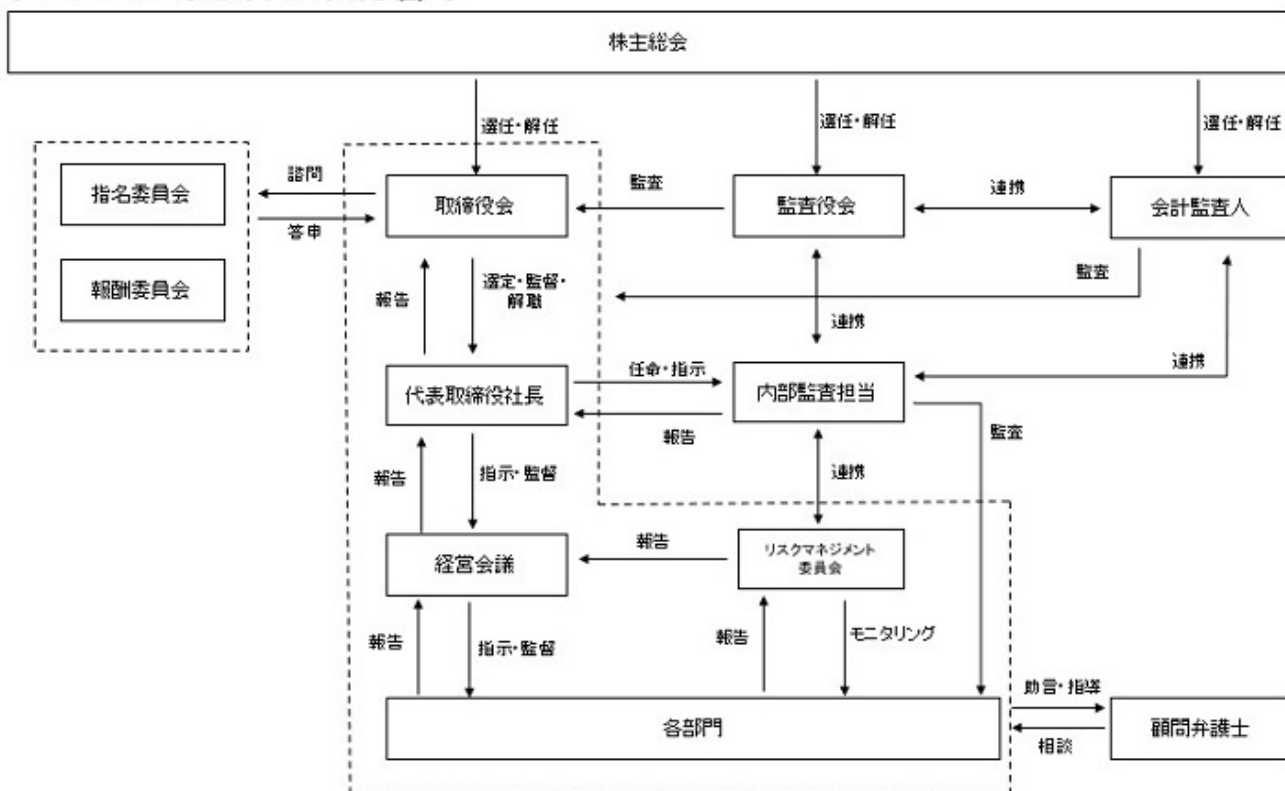 株主総会
選任・解任
選任・解任
選任・解任
指名委員会
諮問
取締役会
監査
監査役会
連携
会計監査人
答申
報酬委員会
報告
選定・監督・
解職
監査
連携
代表取締役社長
任命・指示
内部監査担当
連携
報告
監査
報告
指示・監督
連携
経営会議
報告
リスクマネジメント
委員会
報告
指示・監督
報告
モニタリング
各部門
助言・指導
顧問弁護士
相談